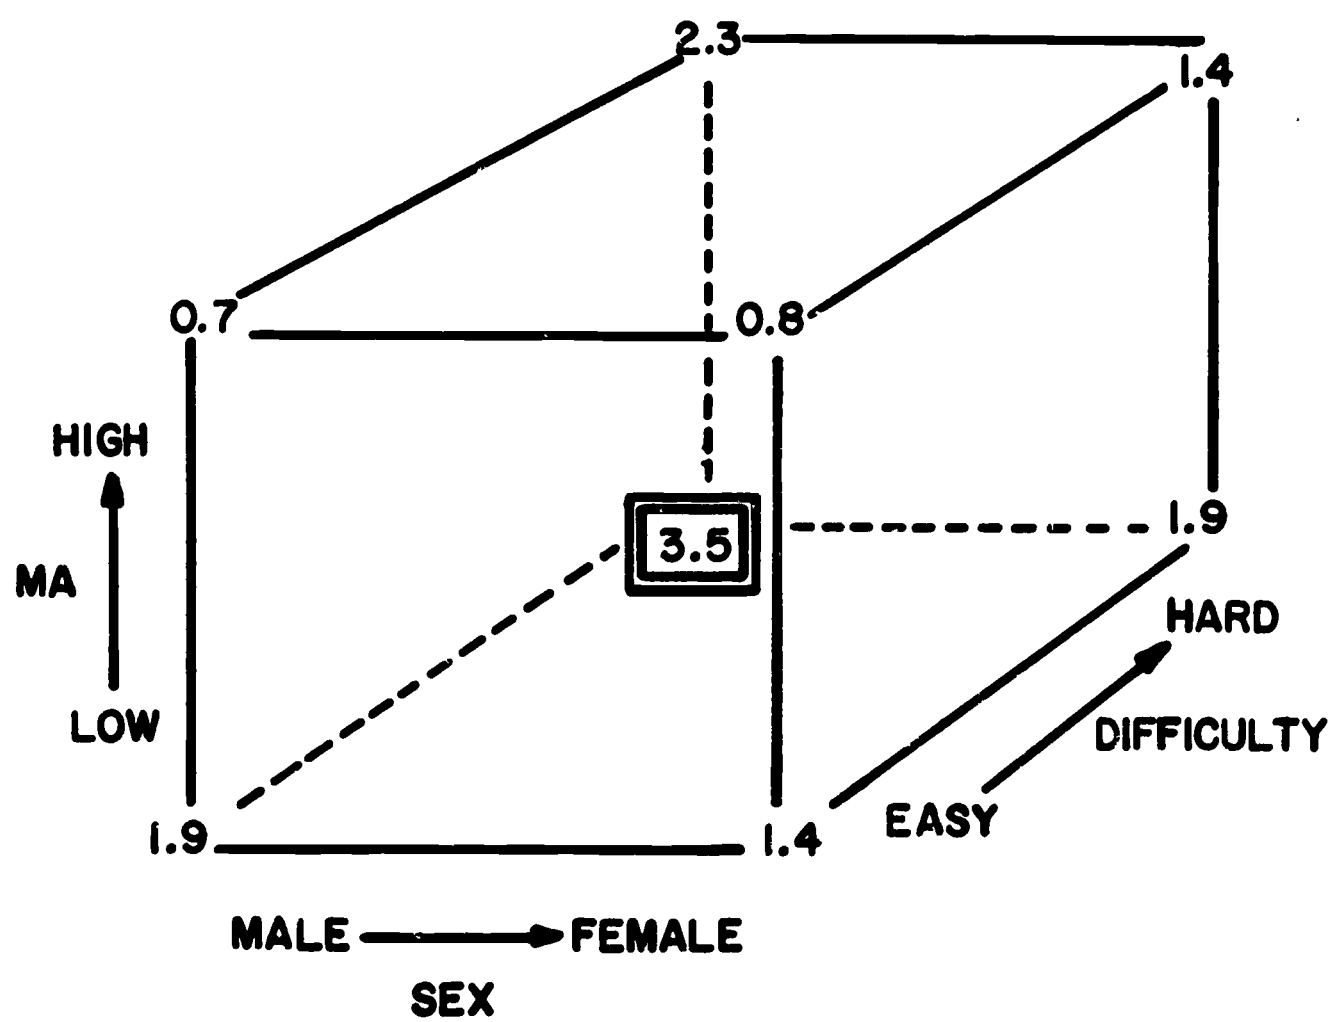 2.3
1.4
0.7
0.8
HIGH
MA
LOW
3.5
1.9
HARD
DIFFICULTY
EASY
1.9
1.4
MALE FEMALE
SEX